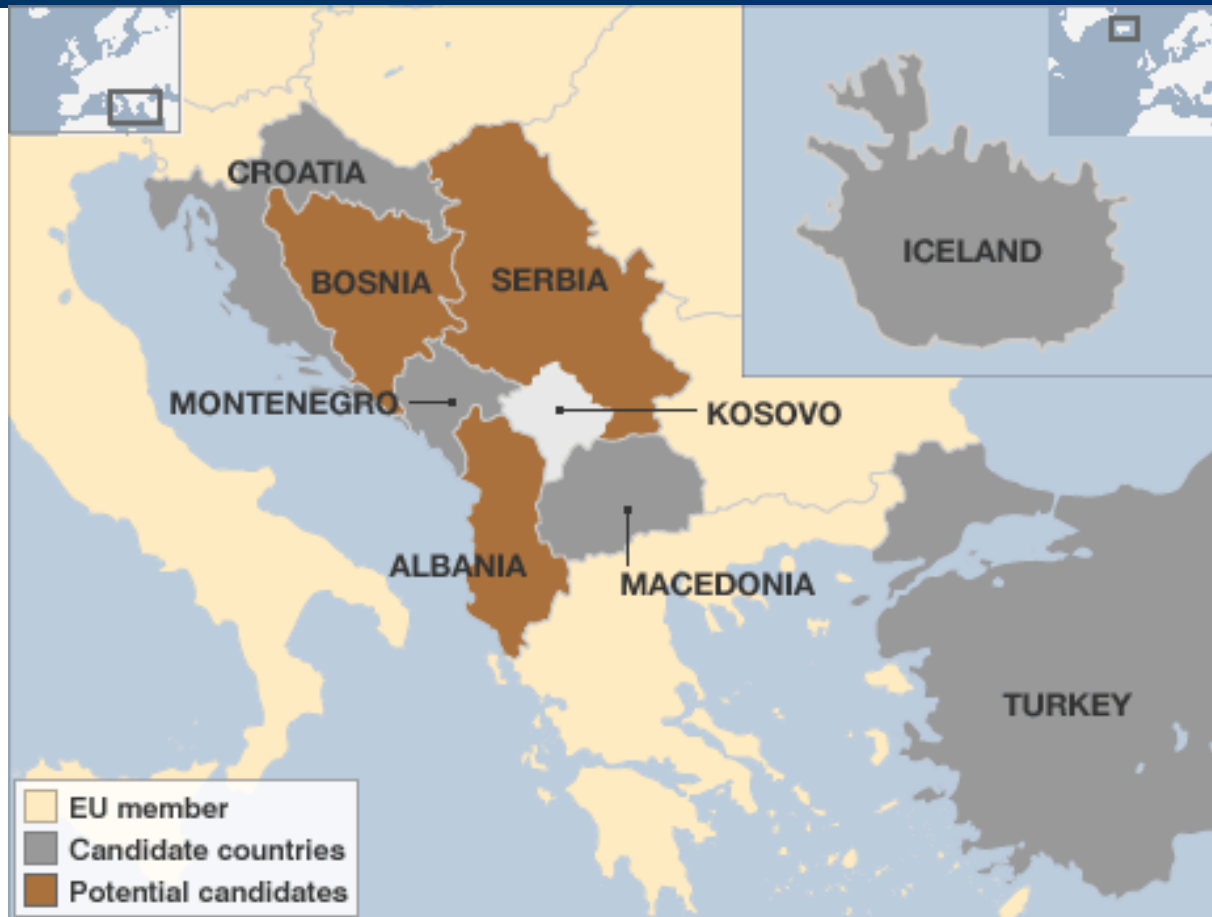 CROATIA
ICELAND
BOSNIA
SERBIA
MONTENEGRO
KOSOVO
ALBANIA
MACEDONIA
TURKEY
EU member
Candidate countries
Potential candidates